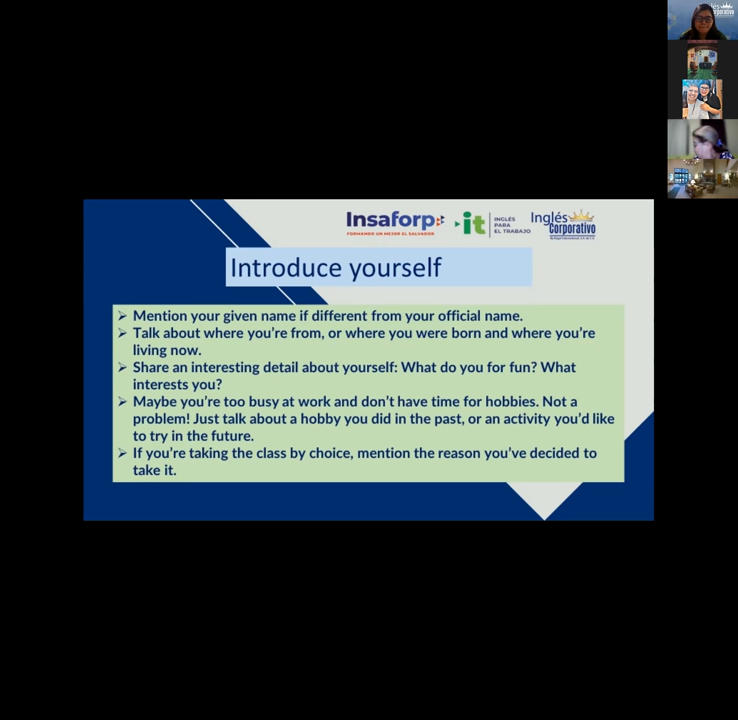 Insaforp
FORMANDO UN MEJOR EL SALVADOR
it
INGLÉS
PARA
EL TRABAJO
Inglés
Corporativo
Introduce yourself
➢ Mention your given name if different from your official name.
➢ Talk about where you’re from, or where you were born and where you’re
living now.
➢ Share an interesting detail about yourself: What do you for fun? What
interests you?
➢ Maybe you’re too busy at work and don’t have time for hobbies. Not a
problem! Just talk about a hobby you did in the past, or an activity you’d like
to try in the future.
➢ If you’re taking the class by choice, mention the reason you’ve decided to
take it.